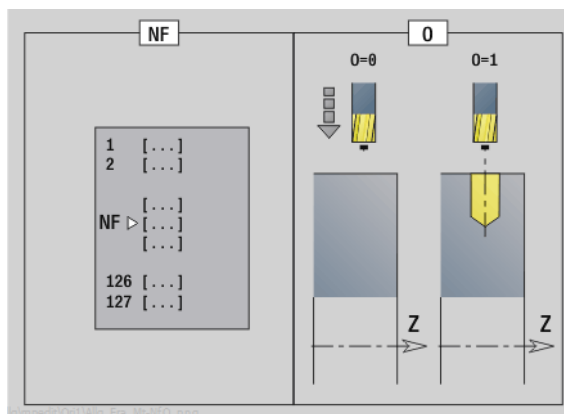 NF
1 [...]
2 [...]
[...]
NF [...]
[...]
126 [...]
127 [...]
O
O=0 O=1
Z Z